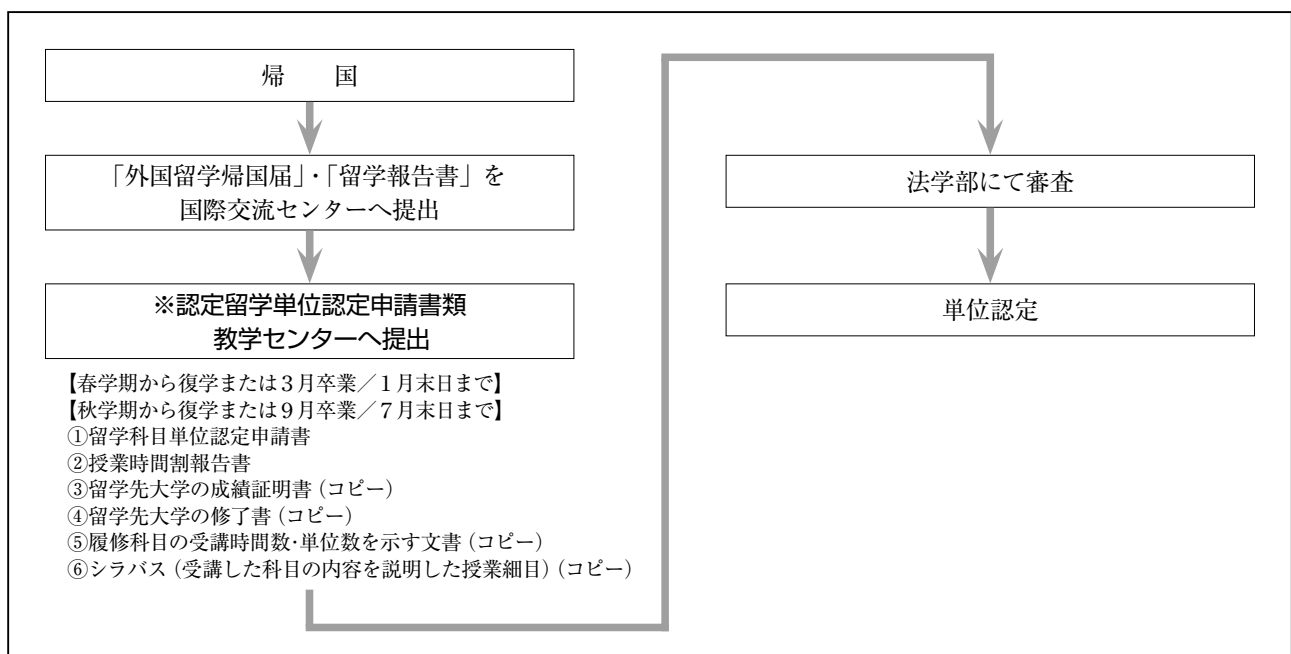 帰　　国
「外国留学帰国届」・「留学報告書」を
国際交流センターへ提出
※認定留学単位認定申請書類
教学センターへ提出
【春学期から復学または３月卒業／１月末日まで】
【秋学期から復学または９月卒業／７月末日まで】
①留学科目単位認定申請書
②授業時間割報告書
③留学先大学の成績証明書（コピー）
④留学先大学の修了書（コピー）
⑤履修科目の受講時間数・単位数を示す文書（コピー）
⑥シラバス（受講した科目の内容を説明した授業細目）（コピー）
法学部にて審査
単位認定